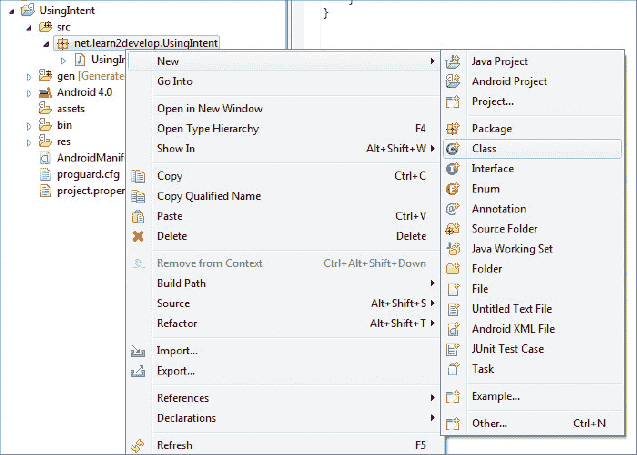 UsingIntent
src
net.learn2develop.UsingIntent
UsingI
gen [Generate
Android 4.0
assets
bin
res
AndroidManif
proguard.cfg
project.proper
}
New
Go Into
Open in New Window
Open Type Hierarchy F4
Show In Alt+Shift+W
Copy Ctrl+C
Copy Qualified Name
Paste Ctrl+V
Delete Delete
Remove from Context Ctrl+Alt+Shift+Down
Build Path
Source Alt+Shift+S
Refactor Alt+Shift+T
Import...
Export...
References
Declarations
Refresh F5
Java Project
Android Project
Project...
Package
Class
Interface
Enum
Annotation
Source Folder
Java Working Set
Folder
File
Untitled Text File
Android XML File
JUnit Test Case
Task
Example...
Other... Ctrl+N